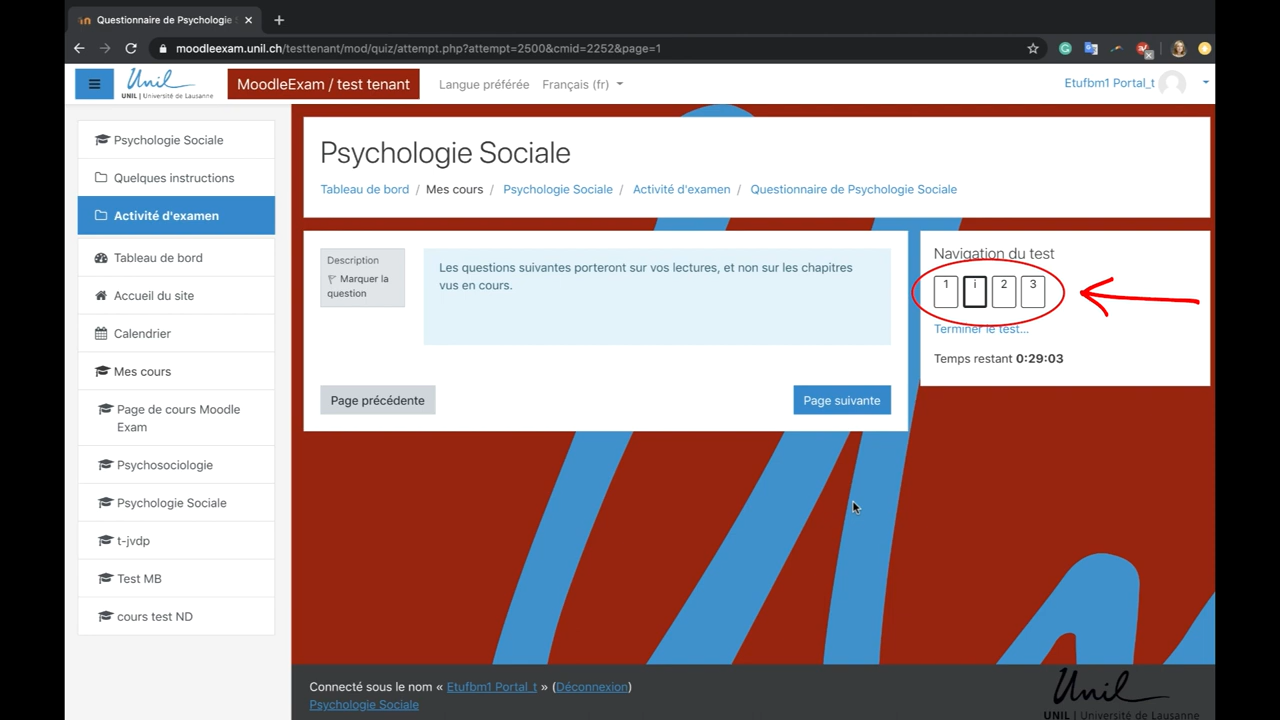 Questionnaire de Psychologie
moodleexam.unil.ch/testtenant/mod/quiz/attempt.php?attempt=2500&cmid=2252&page=1
Unil
UNIL | Université de Lausanne
MoodleExam / test tenant
Langue préférée
Français (fr)
Etufbm1 Portal_t
Psychologie Sociale
Quelques instructions
Activité d'examen
Tableau de bord
Accueil du site
Calendrier
Mes cours
Page de cours Moodle
Exam
Psychosociologie
Psychologie Sociale
t-jvdp
Test MB
cours test ND
Psychologie Sociale
Tableau de bord / Mes cours / Psychologie Sociale / Activité d'examen / Questionnaire de Psychologie Sociale
Description
Marquer la
question
Les questions suivantes porteront sur vos lectures, et non sur les chapitres
vus en cours.
Page précédente
Page suivante
Navigation du test
1 i 2 3
Terminer le test...
Temps restant 0:29:03
Connecté sous le nom « Etufbm1 Portal_t » (Déconnexion)
Psychologie Sociale
Unil
UNIL | Université de Lausanne